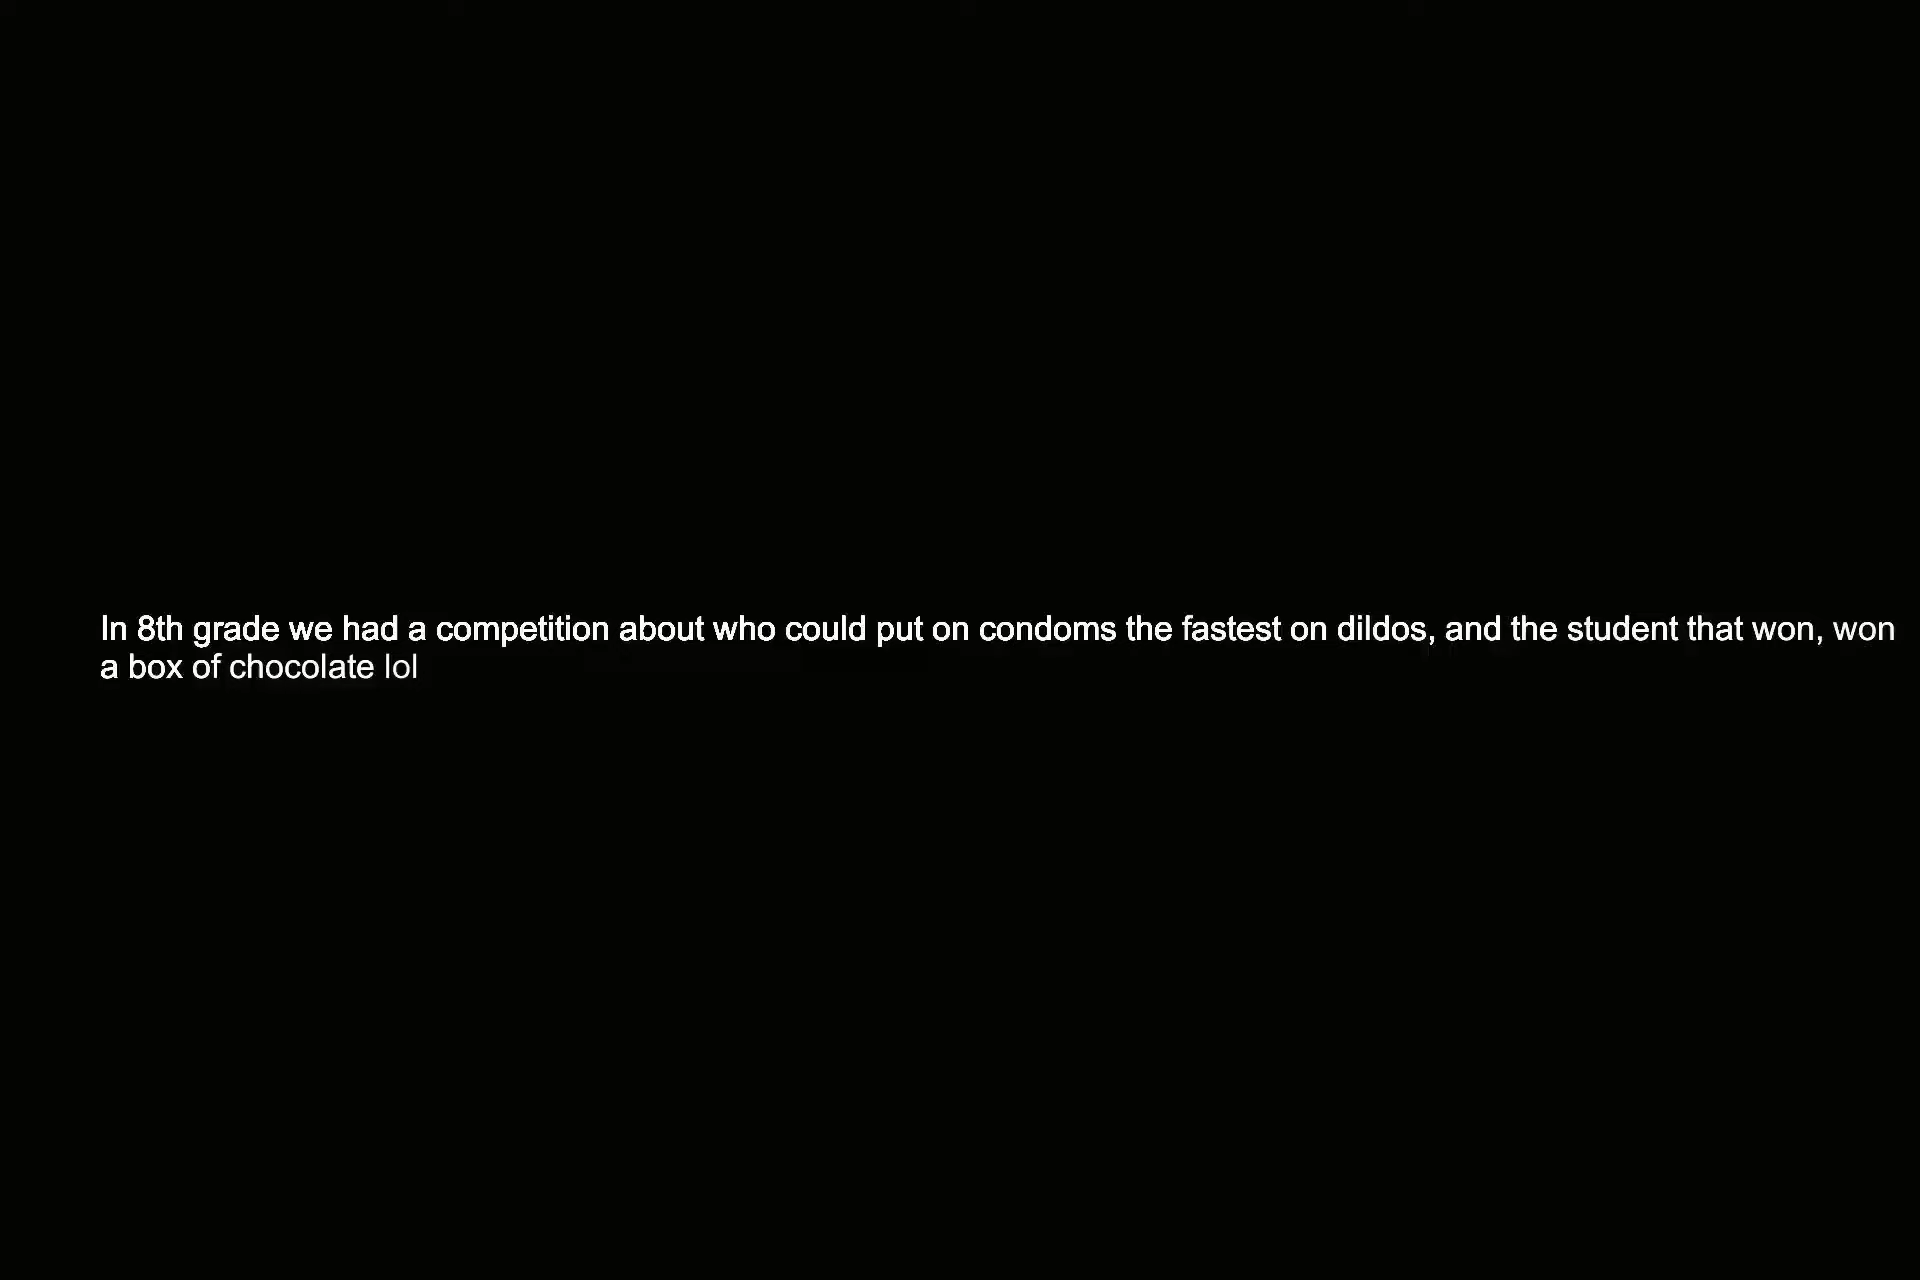 In 8th grade we had a competition about who could put on condoms the fastest on dildos, and the student that won, won
a box of chocolate lol